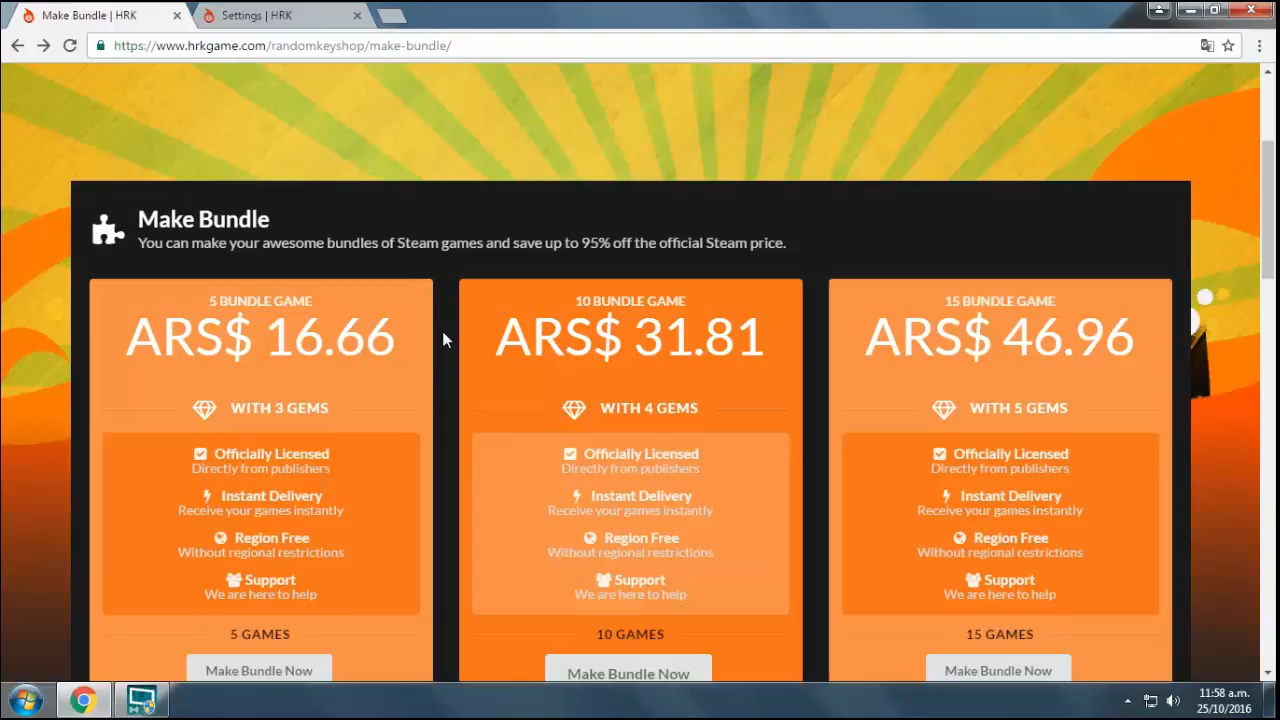 Make Bundle | HRK
Settings | HRK
https://www.hrkgame.com/randomkeyshop/make-bundle/
Make Bundle
You can make your awesome bundles of Steam games and save up to 95% off the official Steam price.
5 BUNDLE GAME
ARS$ 16.66
WITH 3 GEMS
Officially Licensed
Directly from publishers
Instant Delivery
Receive your games instantly
Region Free
Without regional restrictions
Support
We are here to help
5 GAMES
Make Bundle Now
10 BUNDLE GAME
ARS$ 31.81
WITH 4 GEMS
Officially Licensed
Directly from publishers
Instant Delivery
Receive your games instantly
Region Free
Without regional restrictions
Support
We are here to help
10 GAMES
Make Bundle Now
15 BUNDLE GAME
ARS$ 46.96
WITH 5 GEMS
Officially Licensed
Directly from publishers
Instant Delivery
Receive your games instantly
Region Free
Without regional restrictions
Support
We are here to help
15 GAMES
Make Bundle Now
11:58 a.m.
25/10/2016